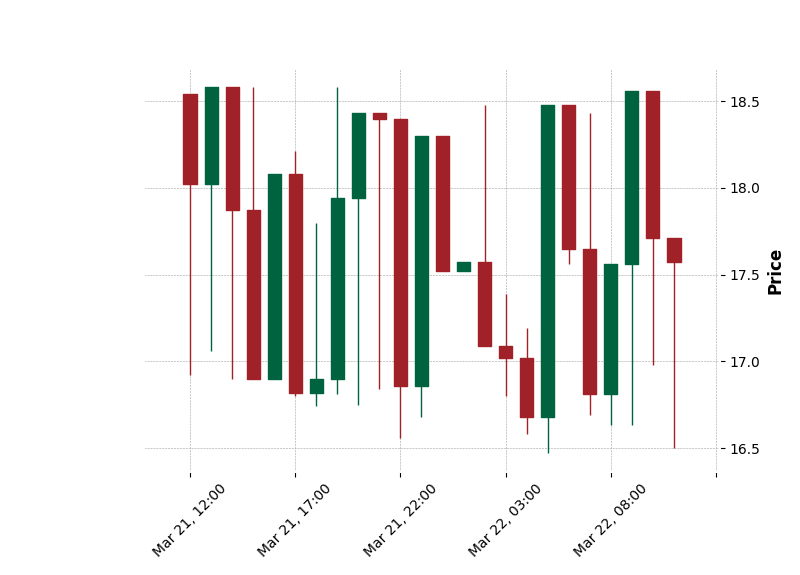 18.5
18.0
17.5
17.0
16.5
Price
Mar 21, 12:00
Mar 21, 17:00
Mar 21, 22:00
Mar 22, 03:00
Mar 22, 08:00